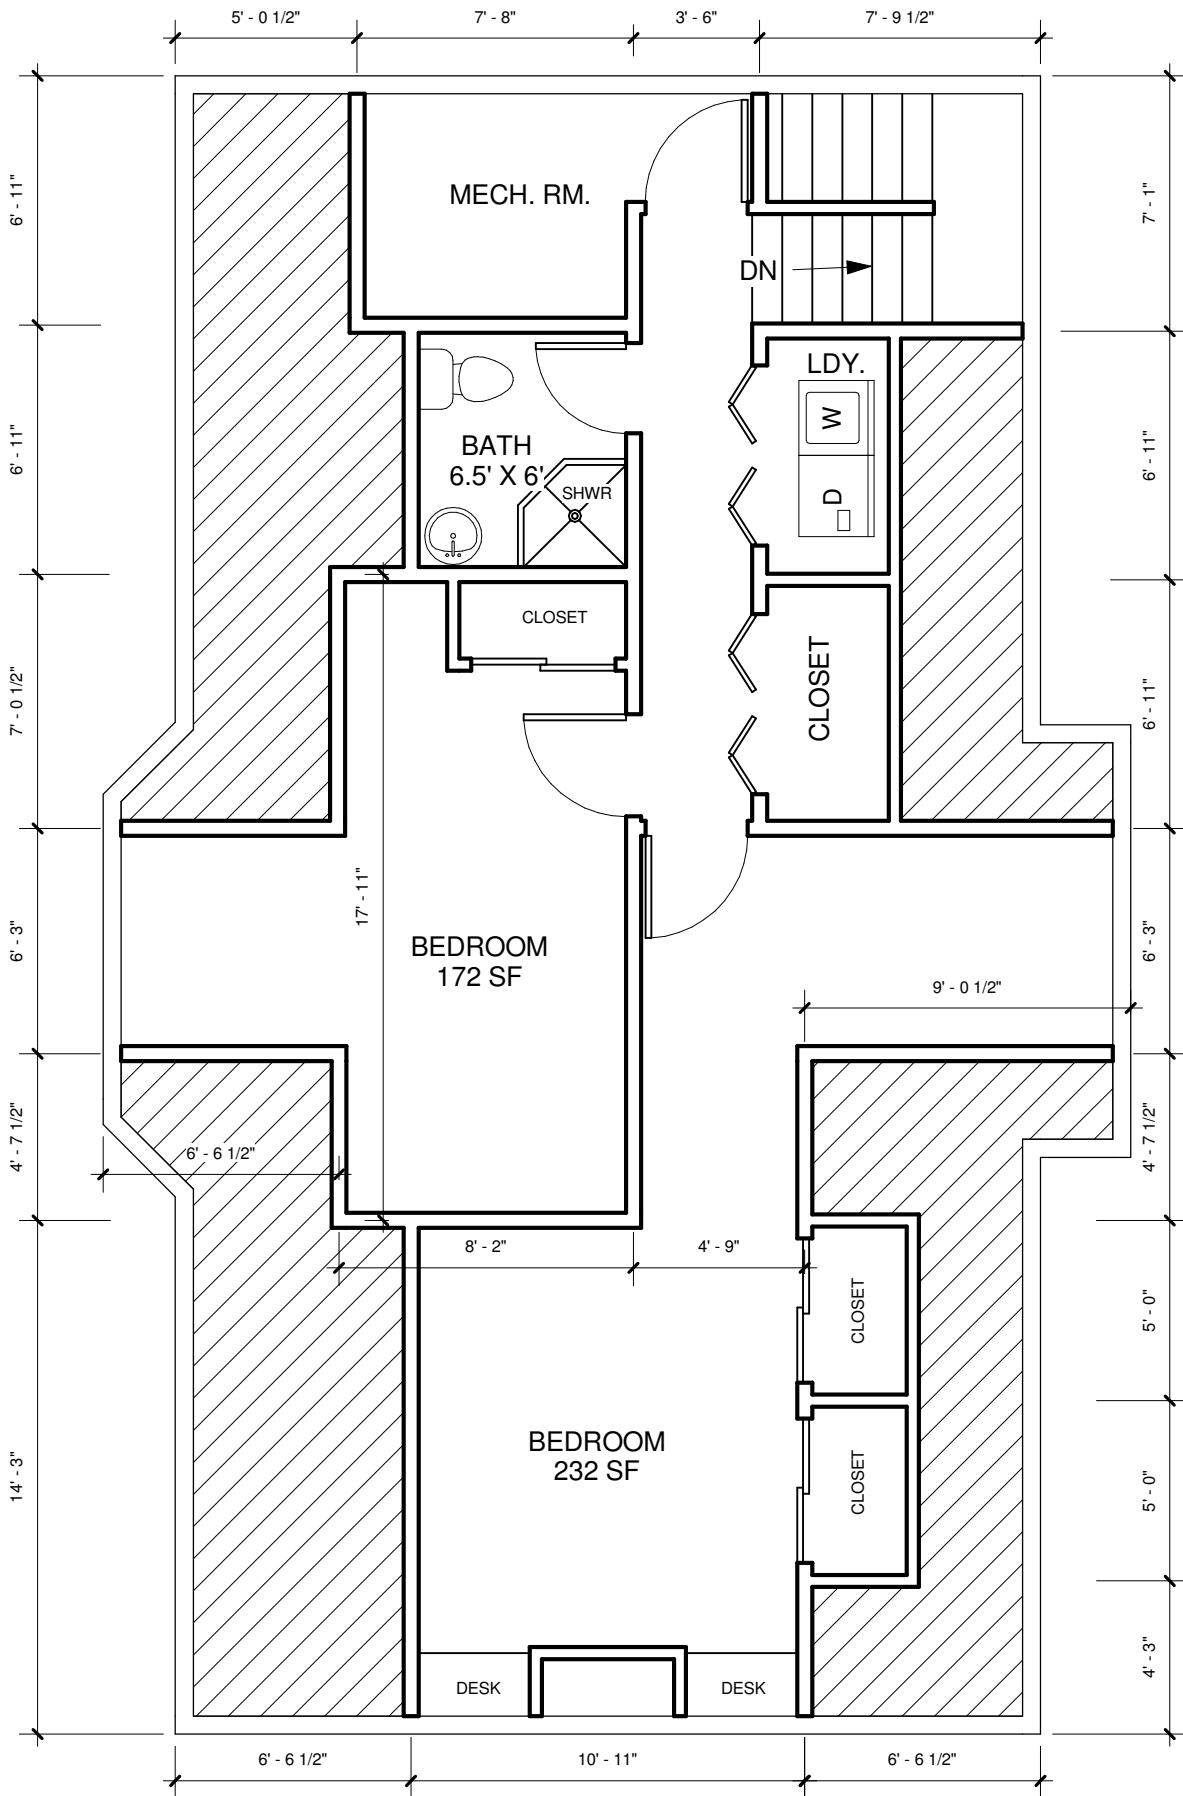 5' - 0 1/2"
7' - 8"
3' - 6"
7' - 9 1/2"
6' - 11"
MECH. RM.
7' - 1"
DN
LDY.
W
D
6' - 11"
BATH
6.5' X 6'
SHWR
6' - 11"
CLOSET
CLOSET
7' - 0 1/2"
6' - 11"
17' - 11"
BEDROOM
172 SF
6' - 3"
6' - 3"
9' - 0 1/2"
4' - 7 1/2"
6' - 6 1/2"
4' - 7 1/2"
8' - 2"
4' - 9"
CLOSET
5' - 0"
BEDROOM
232 SF
CLOSET
14' - 3"
5' - 0"
DESK
DESK
4' - 3"
6' - 6 1/2"
10' - 11"
6' - 6 1/2"